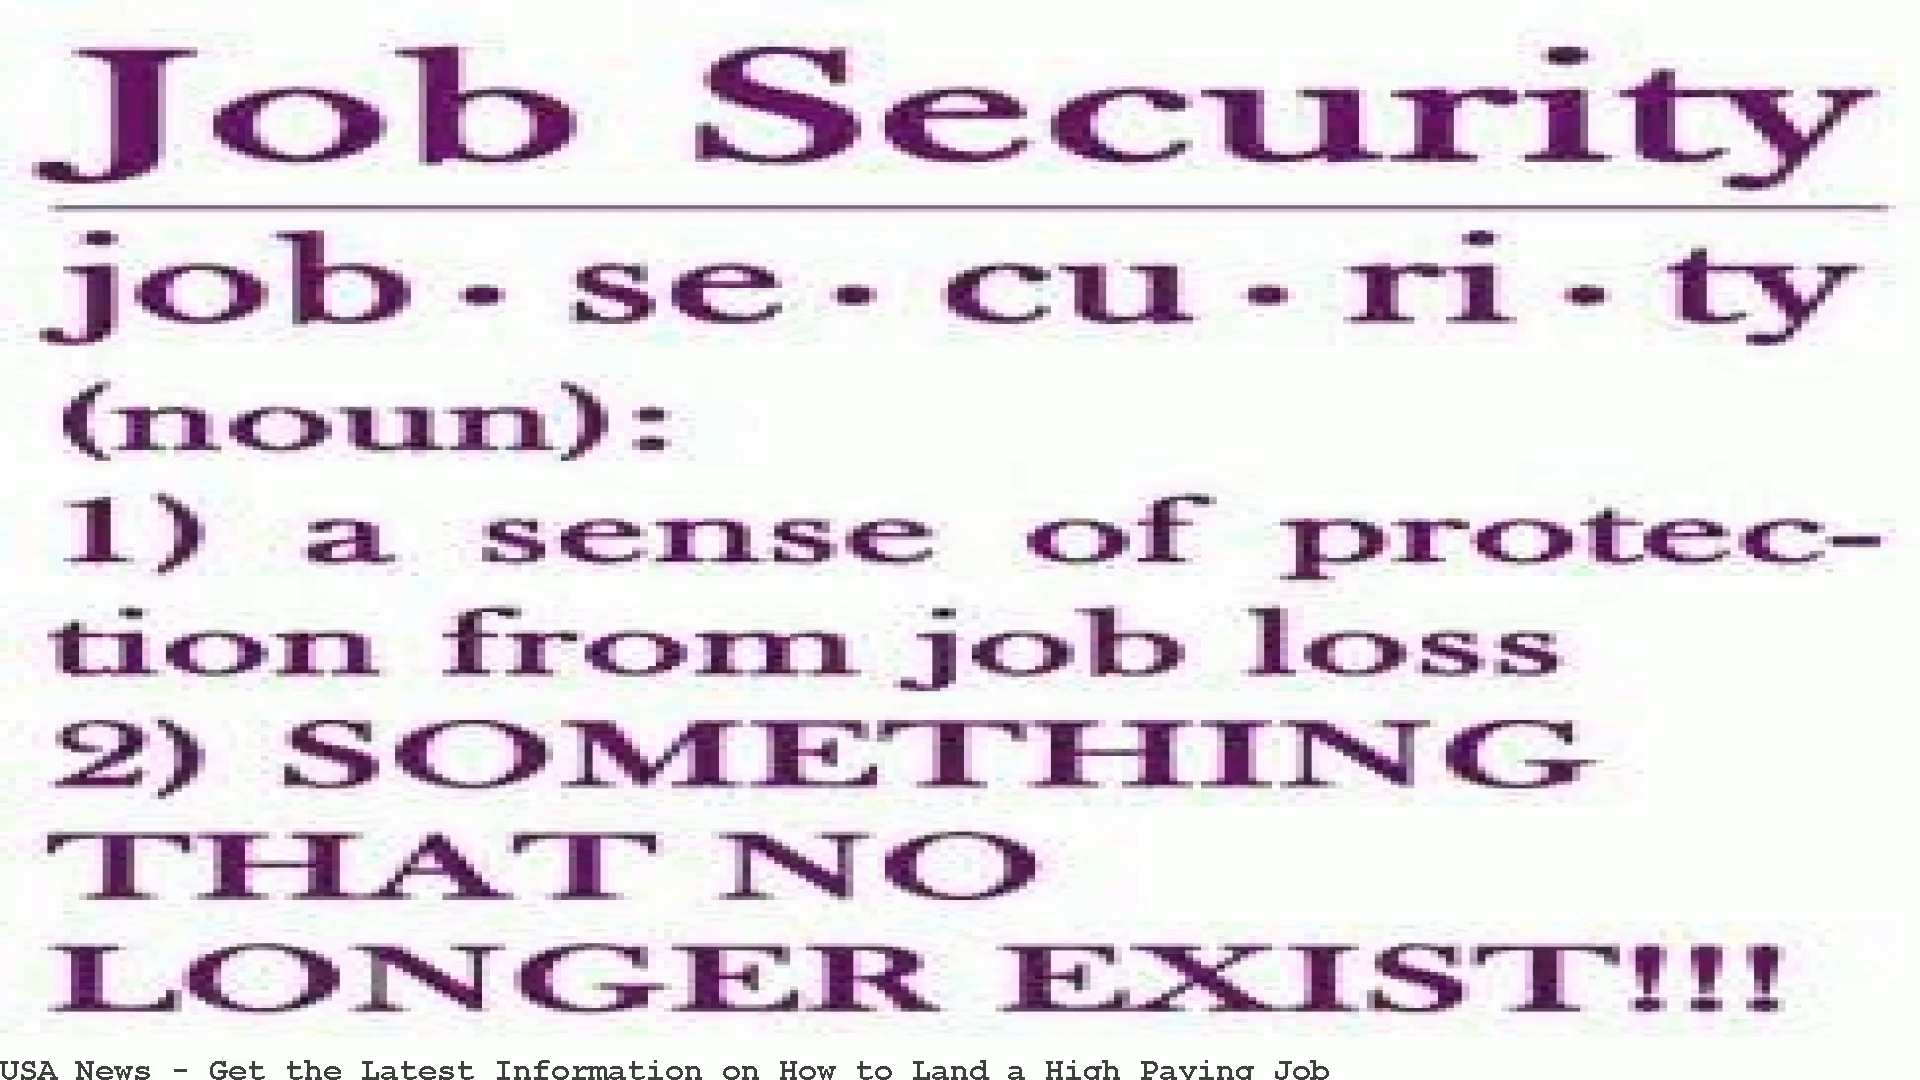 Job Security
job · se · cu · ri · ty
(noun):
1) a sense of protec-
tion from job loss
2) SOMETHING
THAT NO
LONGER EXIST!!!
USA News - Get the Latest Information on How to Land a High Paying Job